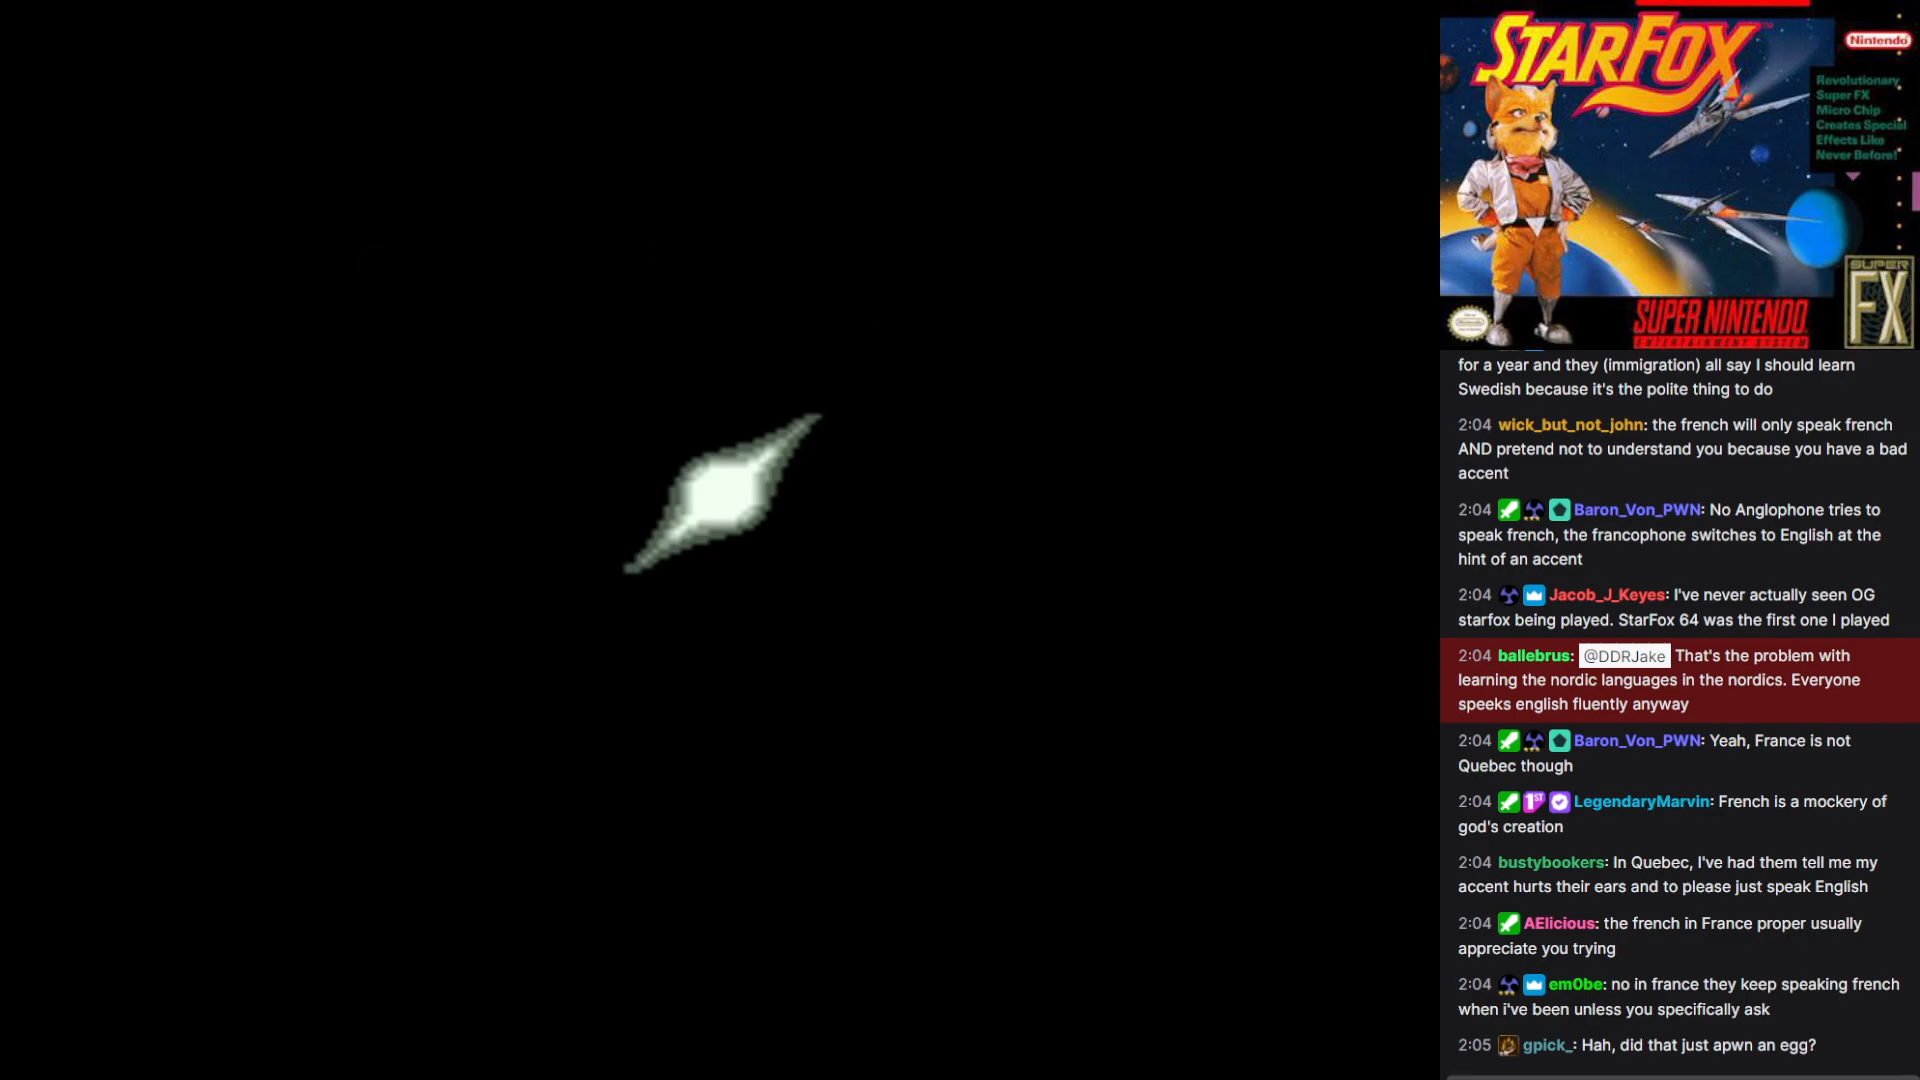 STARFOX
TM
Nintendo
Revolutionary
Super FX
Micro Chip
Creates Special
Effects Like
Never Before!
SUPER
FX
SUPER NINTENDO
ENTERTAINMENT SYSTEM
for a year and they (immigration) all say I should learn
Swedish because it's the polite thing to do
2:04 wick_but_not_john: the french will only speak french
AND pretend not to understand you because you have a bad
accent
2:04 Baron_Von_PWN: No Anglophone tries to
speak french, the francophone switches to English at the
hint of an accent
2:04 Jacob_J_Keyes: I've never actually seen OG
starfox being played. StarFox 64 was the first one I played
2:04 ballebrus: @DDRJake That's the problem with
learning the nordic languages in the nordics. Everyone
speeks english fluently anyway
2:04 Baron_Von_PWN: Yeah, France is not
Quebec though
2:04 1ST LegendaryMarvin: French is a mockery of
god's creation
2:04 bustybookers: In Quebec, I've had them tell me my
accent hurts their ears and to please just speak English
2:04 AElicious: the french in France proper usually
appreciate you trying
2:04 em0be: no in france they keep speaking french
when i've been unless you specifically ask
2:05 gpick_: Hah, did that just apwn an egg?